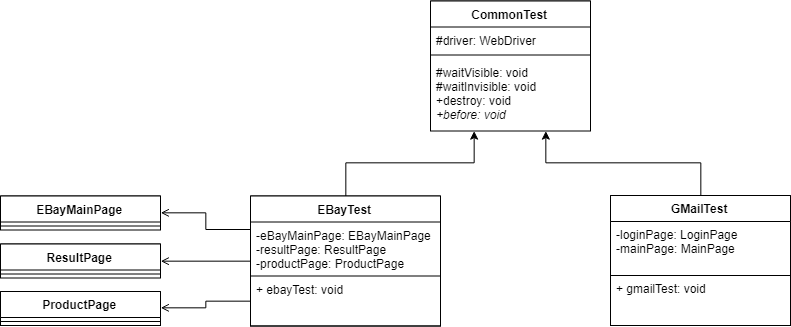 CommonTest
#driver: WebDriver
#waitVisible: void
#waitInvisible: void
+destroy: void
+before: void
EBayMainPage
ResultPage
ProductPage
EBayTest
-eBayMainPage: EBayMainPage
-resultPage: ResultPage
-productPage: ProductPage
+ ebayTest: void
GMailTest
-loginPage: LoginPage
-mainPage: MainPage
+ gmailTest: void